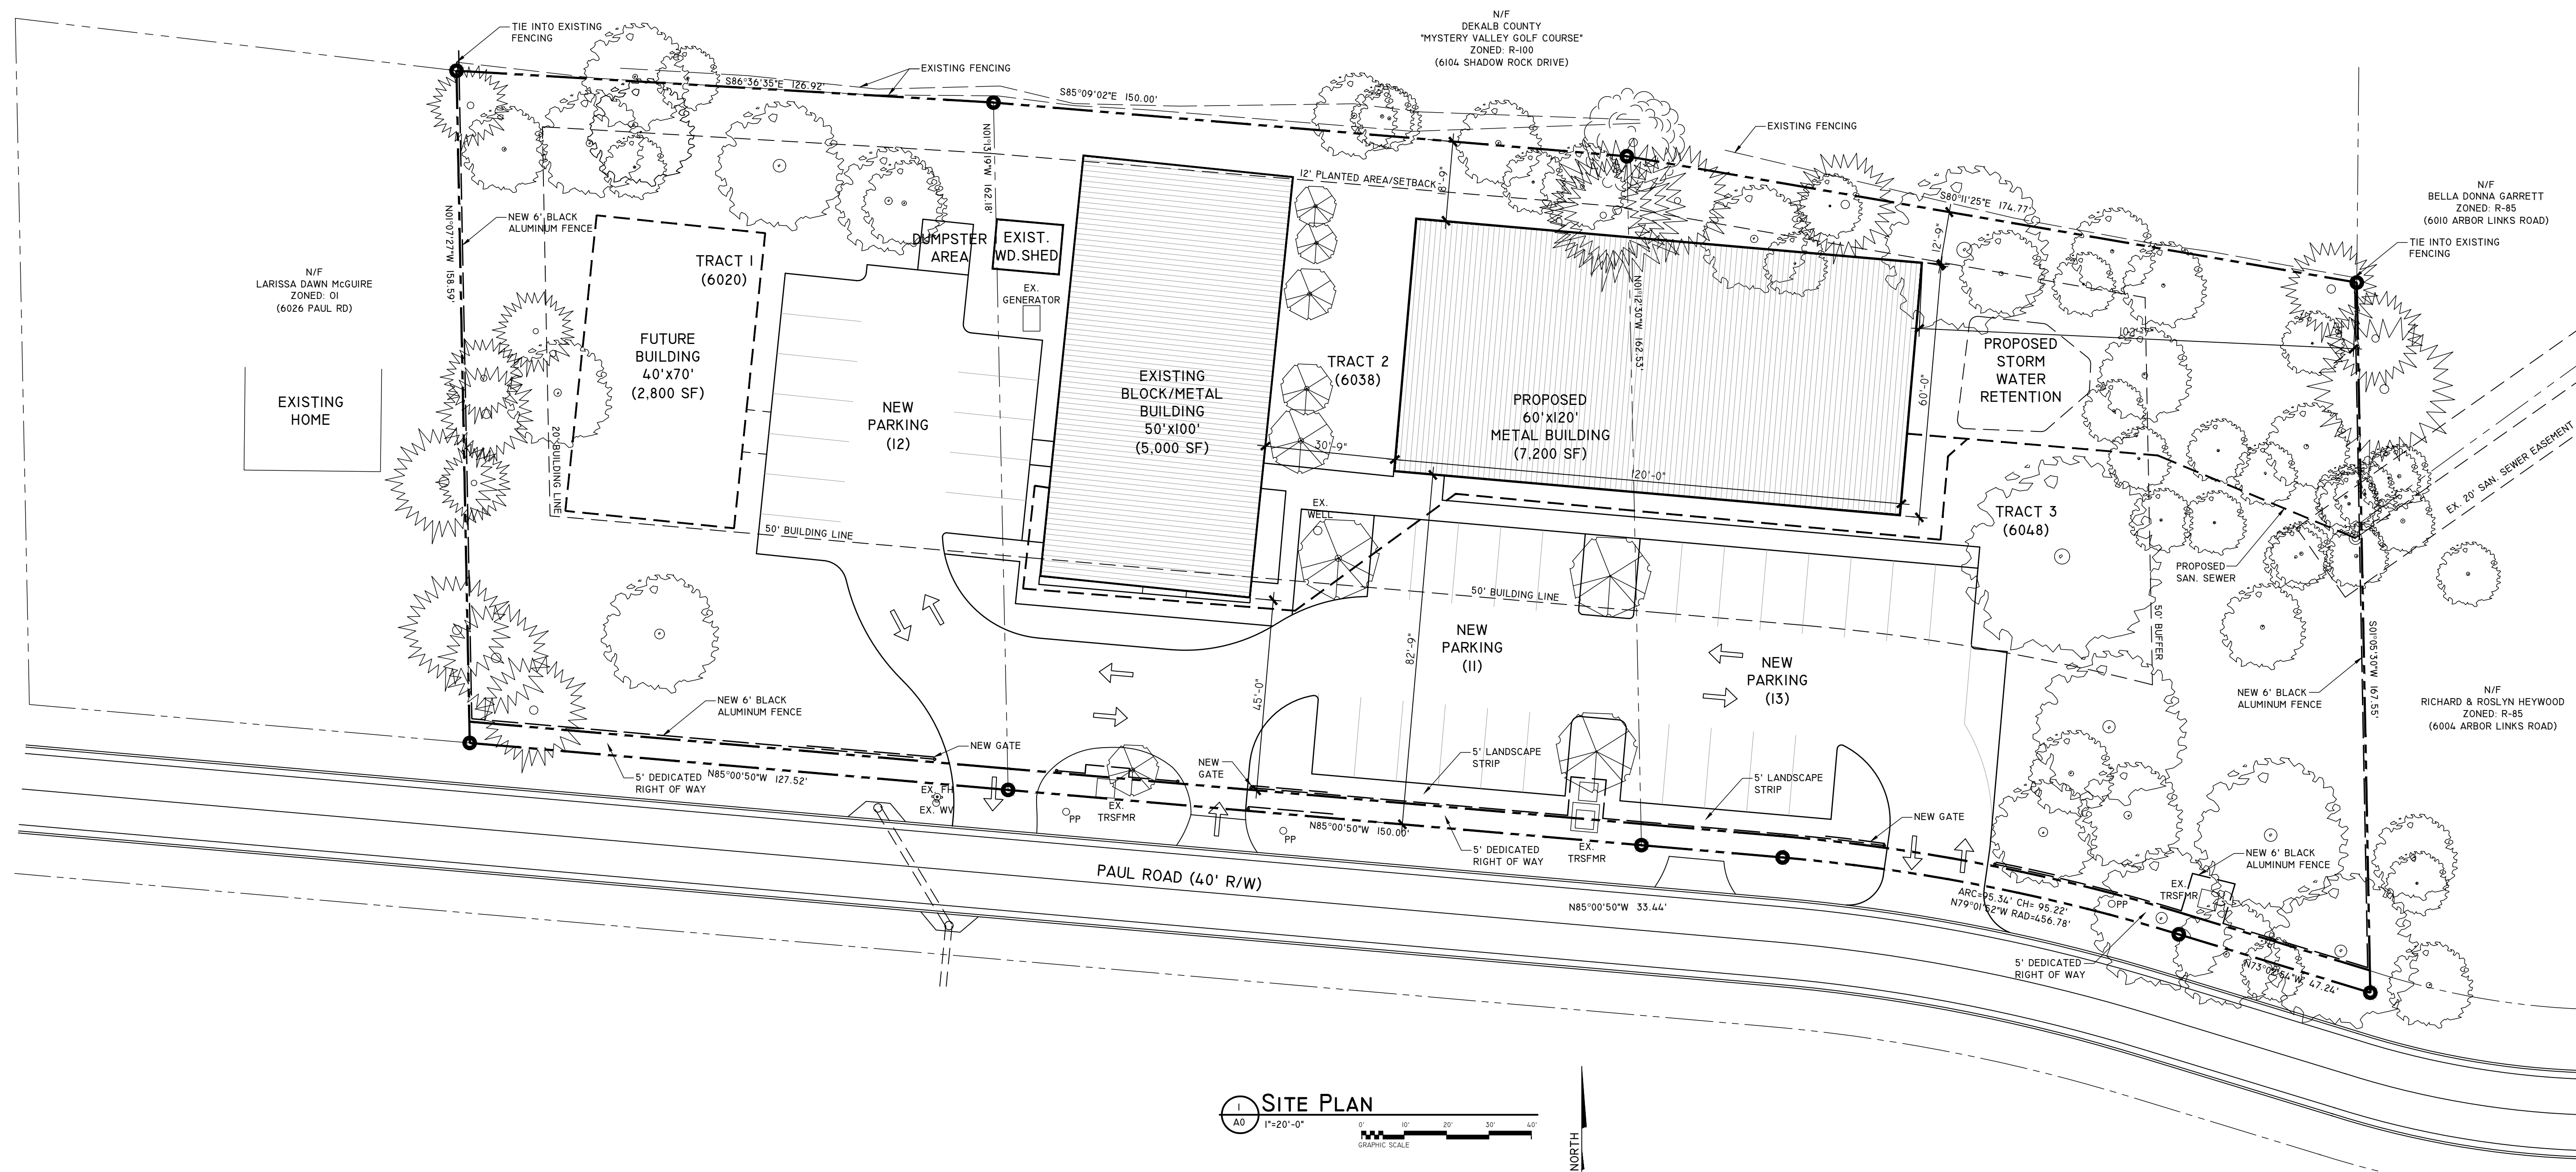 N/F
DEKALB COUNTY
"MYSTERY VALLEY GOLF COURSE"
ZONED: R-100
(6104 SHADOW ROCK DRIVE)
TIE INTO EXISTING
FENCING
EXISTING FENCING
S86°36'35"E 126.92'
S85°09'02"E 150.00'
EXISTING FENCING
N01°13'19"W 162.18'
12' PLANTED AREA/SETBACK
S80°11'25"E 174.77'
N/F
BELLA DONNA GARRETT
ZONED: R-85
(6010 ARBOR LINKS ROAD)
TIE INTO EXISTING
FENCING
N01°07'27"W 158.59'
NEW 6' BLACK
ALUMINUM FENCE
DUMPSTER
AREA
EXIST.
WD.SHED
12'-9"
TRACT 1
(6020)
N/F
LARISSA DAWN McGUIRE
ZONED: OI
(6026 PAUL RD)
EX.
GENERATOR
N01°12'30"W 162.53'
FUTURE
BUILDING
40'x70'
(2,800 SF)
PROPOSED
STORM
WATER
RETENTION
TRACT 2
(6038)
EXISTING
BLOCK/METAL
BUILDING
50'x100'
(5,000 SF)
EXISTING
HOME
NEW
PARKING
(12)
PROPOSED
60'x120'
METAL BUILDING
(7,200 SF)
60'-0"
20' BUILDING LINE
30'-9"
120'-0"
EX. 20' SAN. SEWER EASEMENT
EX.
WELL
TRACT 3
(6048)
50' BUILDING LINE
PROPOSED
SAN. SEWER
50' BUILDING LINE
50' BUFFER
S01°05'30"W 167.55'
NEW
PARKING
(11)
82'-9"
NEW
PARKING
(13)
45'-0"
NEW 6' BLACK
ALUMINUM FENCE
NEW 6' BLACK
ALUMINUM FENCE
N/F
RICHARD & ROSLYN HEYWOOD
ZONED: R-85
(6004 ARBOR LINKS ROAD)
NEW GATE
NEW
GATE
5' LANDSCAPE
STRIP
5' LANDSCAPE
STRIP
5' DEDICATED
RIGHT OF WAY
N85°00'50"W 127.52'
EX. FH
EX. WV
PP
EX.
TRSFMR
PP
N85°00'50"W 150.00'
5' DEDICATED
RIGHT OF WAY
EX.
TRSFMR
NEW GATE
NEW 6' BLACK
ALUMINUM FENCE
EX.
TRSFMR
PP
PAUL ROAD (40' R/W)
N85°00'50"W 33.44'
ARC=95.34' CH= 95.22'
N79°01'52"W RAD=456.78'
5' DEDICATED
RIGHT OF WAY
47.24'
1
A0
SITE PLAN
1"=20'-0"
0' 10' 20' 30' 40'
GRAPHIC SCALE
NORTH